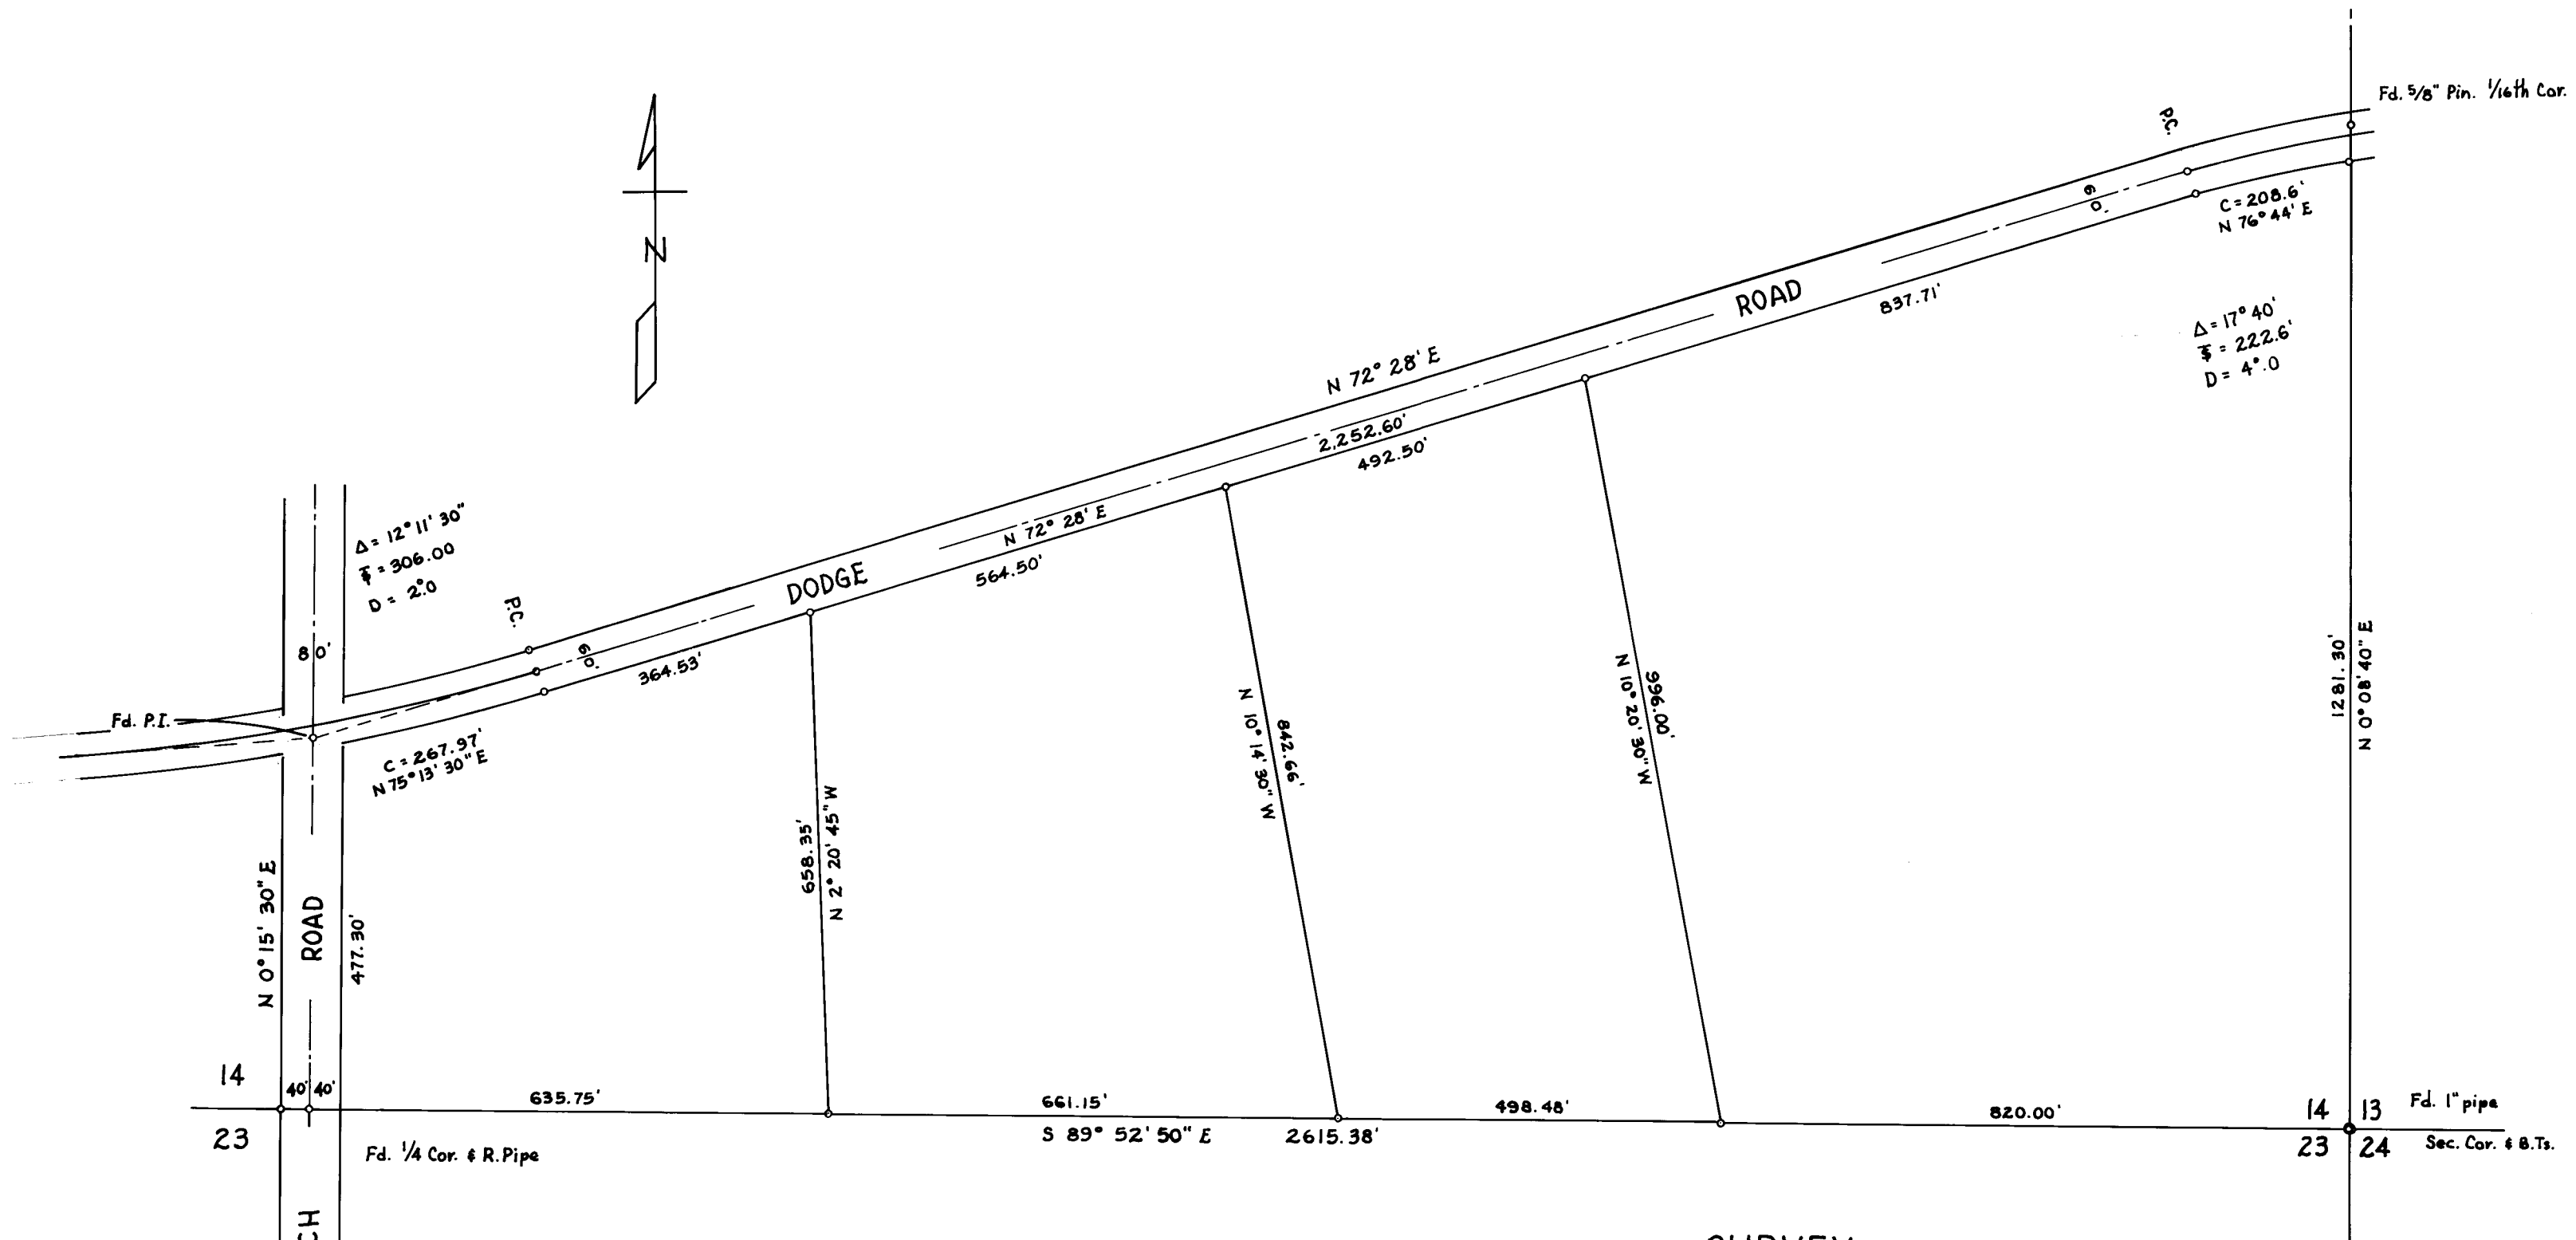 Fd. 5/8" Pin. 1/16th Cor.
P.C.
60'
C = 208.6'
N 76° 44' E
ROAD
837.71'
Δ = 17° 40'
= 222.6'
D = 4°.0
N 72° 28' E
2,252.60'
492.50'
N 72° 28' E
564.50'
DODGE
Δ = 12° 11' 30"
= 306.00
D = 2°.0
P.C.
60'
364.53'
80'
Fd. P.I.
C = 267.97'
N 75° 13' 30" E
N
658.35'
N 2° 20' 45" W
842.66'
N 10° 14' 30" W
996.00'
N 10° 20' 30" W
1281.30'
N 0° 08' 40" E
N 0° 15' 30" E
ROAD
477.30'
14
40' 40'
635.75'
661.15'
498.48'
820.00'
14 13
Fd. 1" pipe
23
Fd. 1/4 Cor. & R. Pipe
S 89° 52' 50" E 2615.38'
23 24
Sec. Cor. & B.Ts.
CH
SURVEY